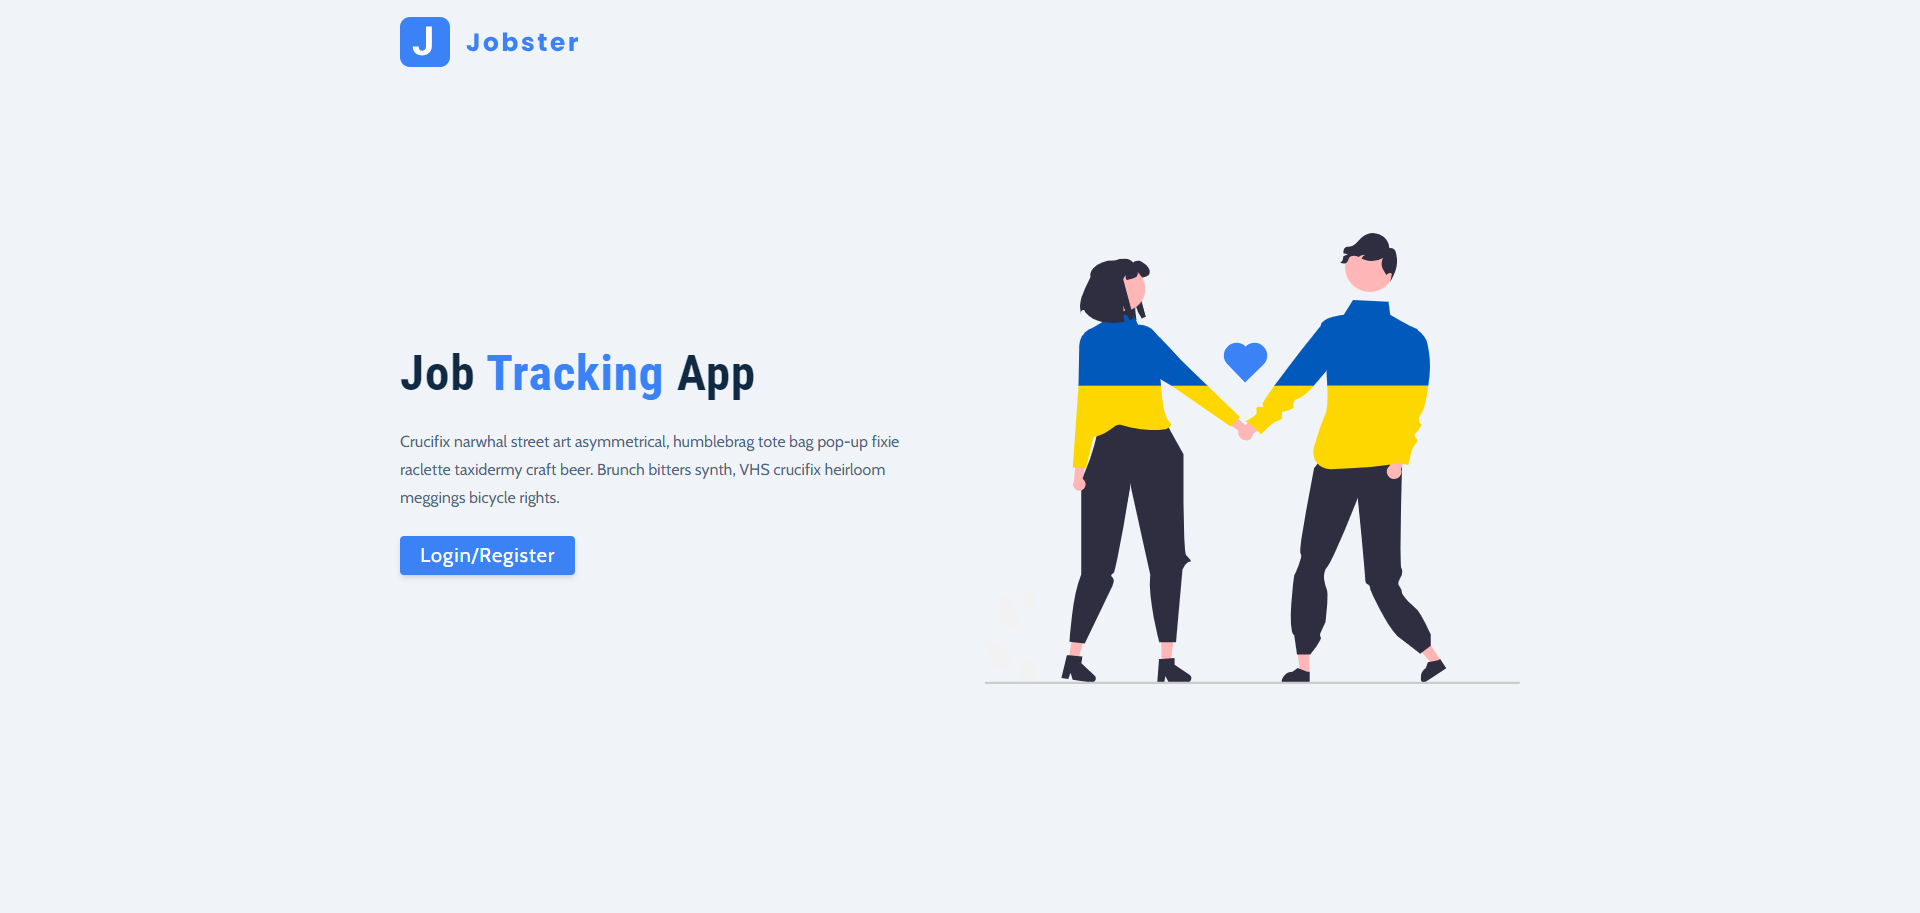 J Jobster
Job Tracking App
Crucifix narwhal street art asymmetrical, humblebrag tote bag pop-up fixie
raclette taxidermy craft beer. Brunch bitters synth, VHS crucifix heirloom
meggings bicycle rights.
Login/Register